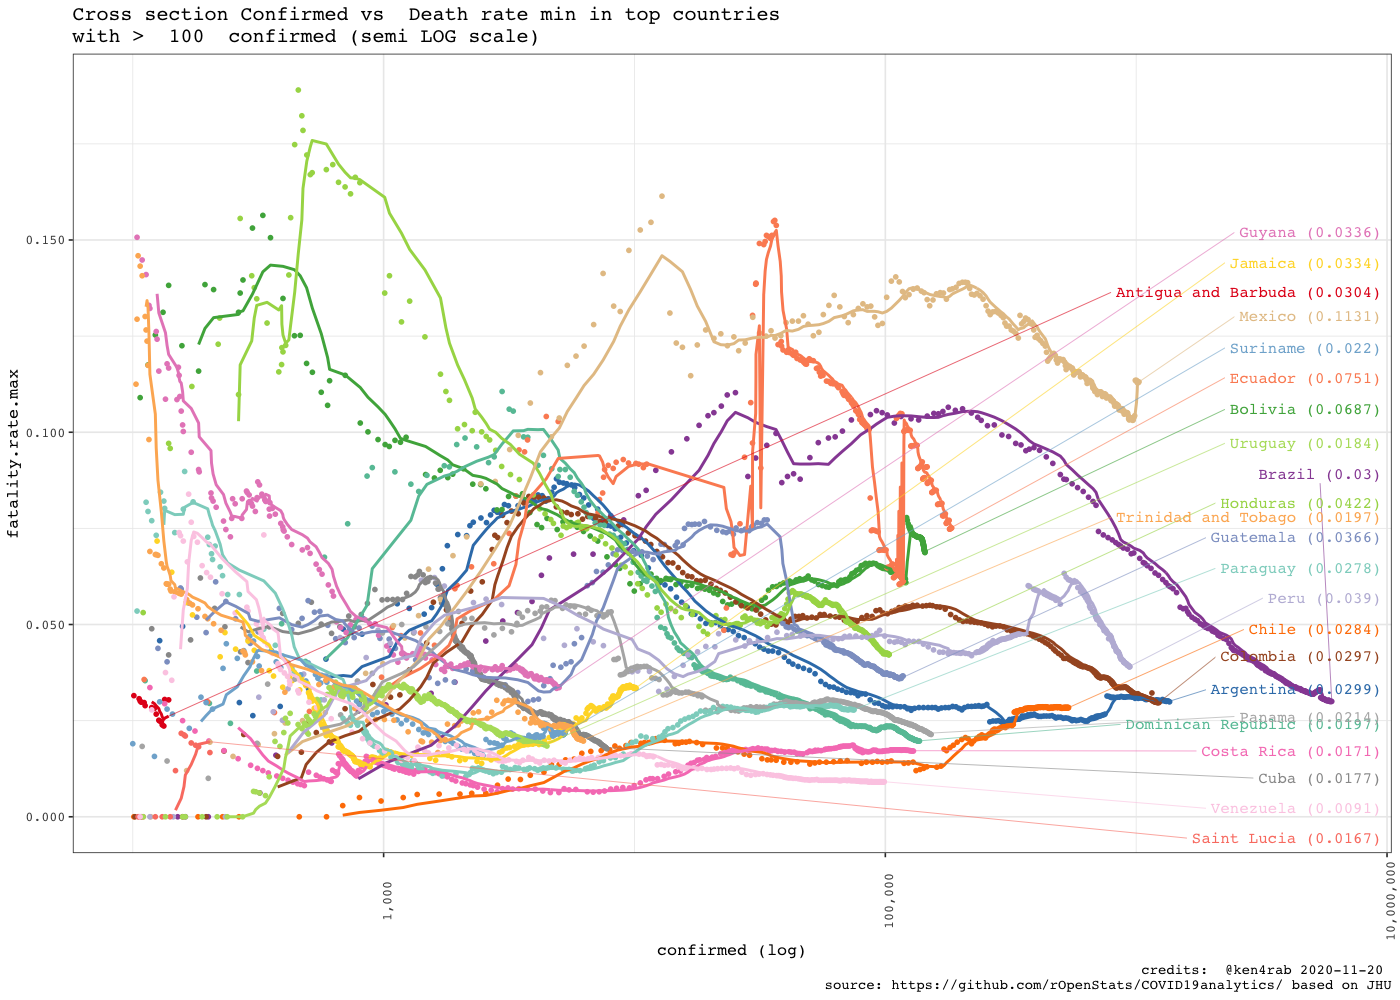 Cross section Confirmed vs  Death rate min in top countries
with >  100  confirmed (semi LOG scale)
fatality.rate.max
0.150
0.100
0.050
0.000
Guyana (0.0336)
Jamaica (0.0334)
Antigua and Barbuda (0.0304)
Mexico (0.1131)
Suriname (0.022)
Ecuador (0.0751)
Bolivia (0.0687)
Uruguay (0.0184)
Brazil (0.03)
Honduras (0.0422)
Trinidad and Tobago (0.0197)
Guatemala (0.0366)
Paraguay (0.0278)
Peru (0.039)
Chile (0.0284)
Colombia (0.0297)
Argentina (0.0299)
Panama (0.0214)
Dominican Republic (0.0197)
Costa Rica (0.0171)
Cuba (0.0177)
Venezuela (0.0091)
Saint Lucia (0.0167)
1,000
100,000
10,000,000
confirmed (log)
credits:  @ken4rab 2020-11-20
source: https://github.com/rOpenStats/COVID19analytics/ based on JHU